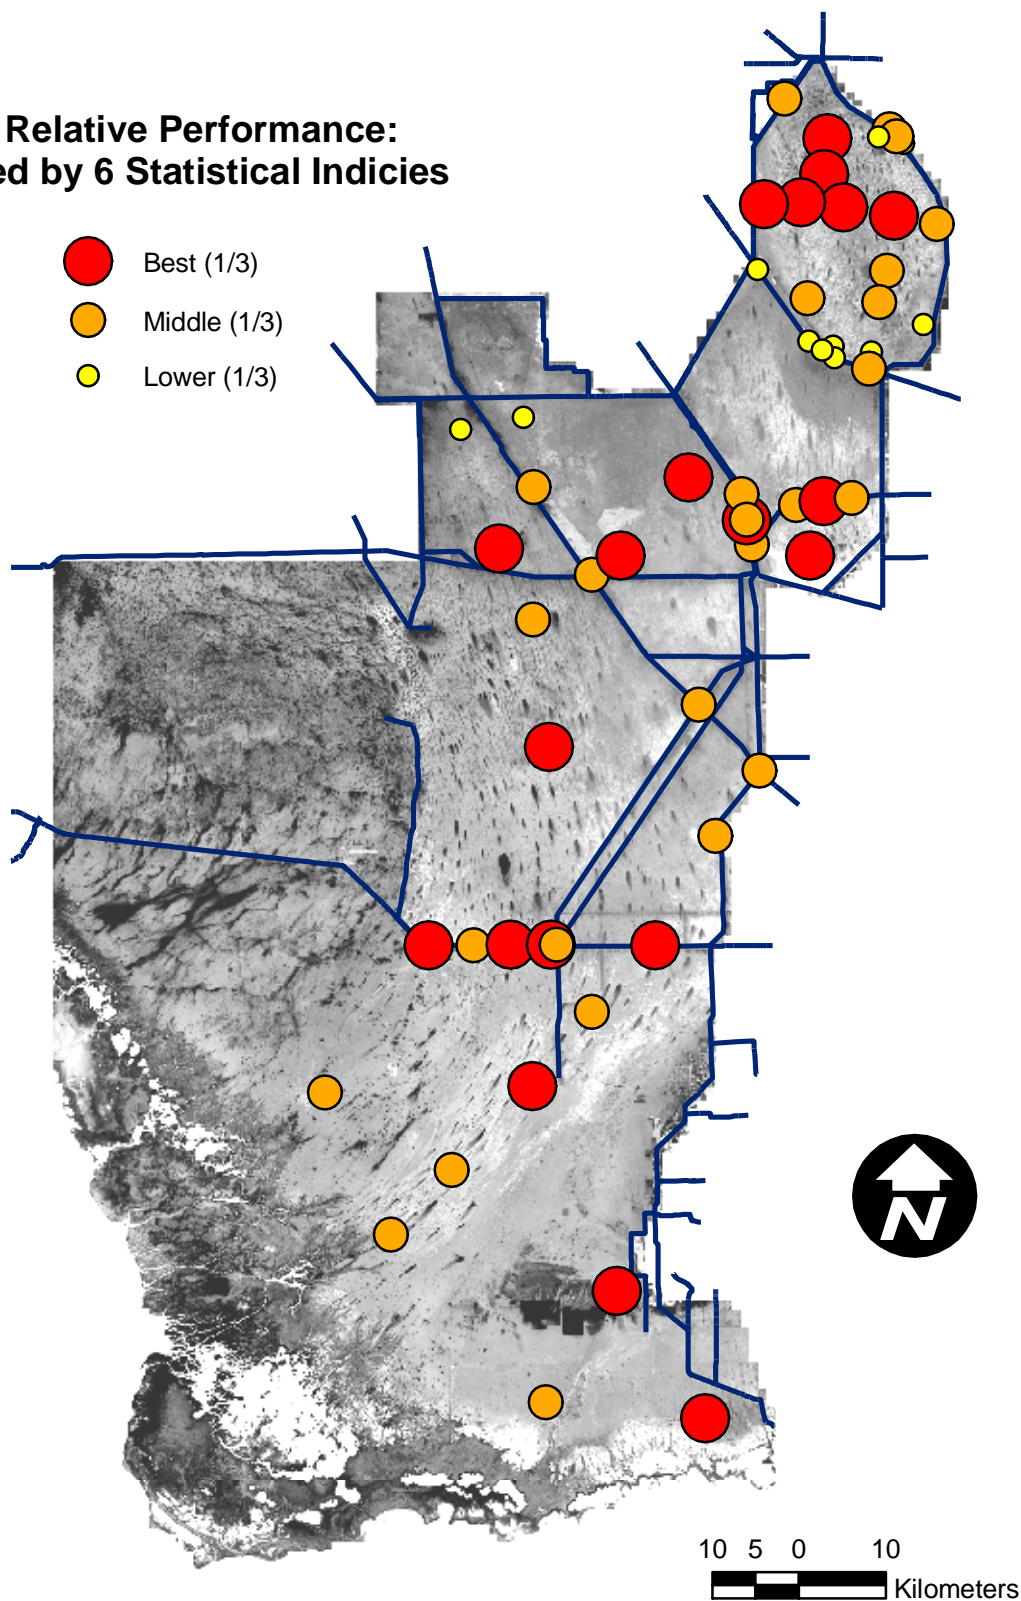 Relative Performance:
ed by 6 Statistical Indicies
Best (1/3)
Middle (1/3)
Lower (1/3)
N
10 5 0 10
Kilometers